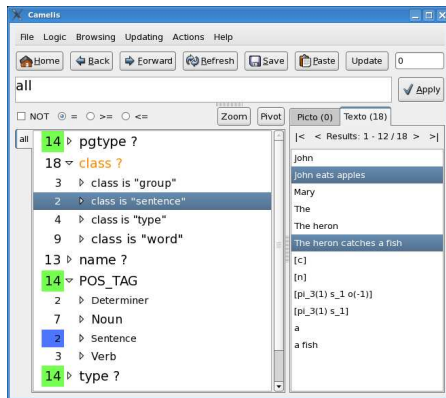 Camelis
File Logic Browsing Updating Actions Help
Home Back Forward Refresh Save Paste Update 0
all
Apply
NOT = >= <=
Zoom Pivot
Picto (0) Texto (18)
all
14 pgtype ?
18 class ?
3 class is "group"
2 class is "sentence"
4 class is "type"
9 class is "word"
13 name ?
14 POS_TAG
2 Determiner
7 Noun
2 Sentence
3 Verb
14 type ?
|< < Results: 1 - 12 / 18 > >|
John
John eats apples
Mary
The
The heron
The heron catches a fish
[c]
[n]
[pi_3(1) s_1 o(-1)]
[pi_3(1) s_1]
a
a fish